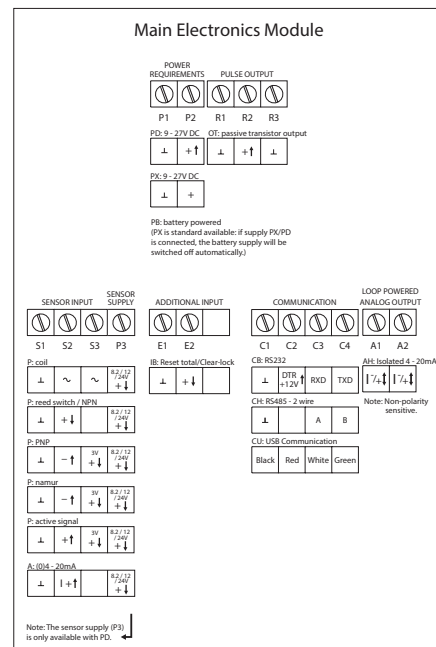 Main Electronics Module
POWER
REQUIREMENTS
PULSE OUTPUT
P1 P2 R1 R2 R3
PD: 9 - 27V DC OT: passive transistor output
⊥ +↑ ⊥ +↑ ⊥
PX: 9 - 27V DC
⊥ +
PB: battery powered
(PX is standard available: if supply PX/PD
is connected, the battery supply will be
switched off automatically.)
SENSOR INPUT
SENSOR
SUPPLY
ADDITIONAL INPUT
COMMUNICATION
LOOP POWERED
ANALOG OUTPUT
S1 S2 S3 P3 E1 E2 C1 C2 C3 C4 A1 A2
P: coil
⊥ ~ ~ 8.2 / 12
/ 24V
+↓
P: reed switch / NPN
⊥ +↓ 8.2 / 12
/ 24V
+↓
P: PNP
⊥ -↑ 3V
+↓ 8.2 / 12
/ 24V
+↓
P: namur
⊥ -↑ 3V
+↓ 8.2 / 12
/ 24V
+↓
P: active signal
⊥ +↑ 3V
+↓ 8.2 / 12
/ 24V
+↓
A: (0)4 - 20mA
⊥ I +↑ 8.2 / 12
/ 24V
+↓
Note: The sensor supply (P3)
is only available with PD.
IB: Reset total/Clear-lock
⊥ +↓
CB: RS232
⊥ DTR
+12V ↑ RXD TXD
CH: RS485 - 2 wire
⊥ A B
CU: USB Communication
Black Red White Green
AH: Isolated 4 - 20mA
I -/+ I -/+
Note: Non-polarity
sensitive.